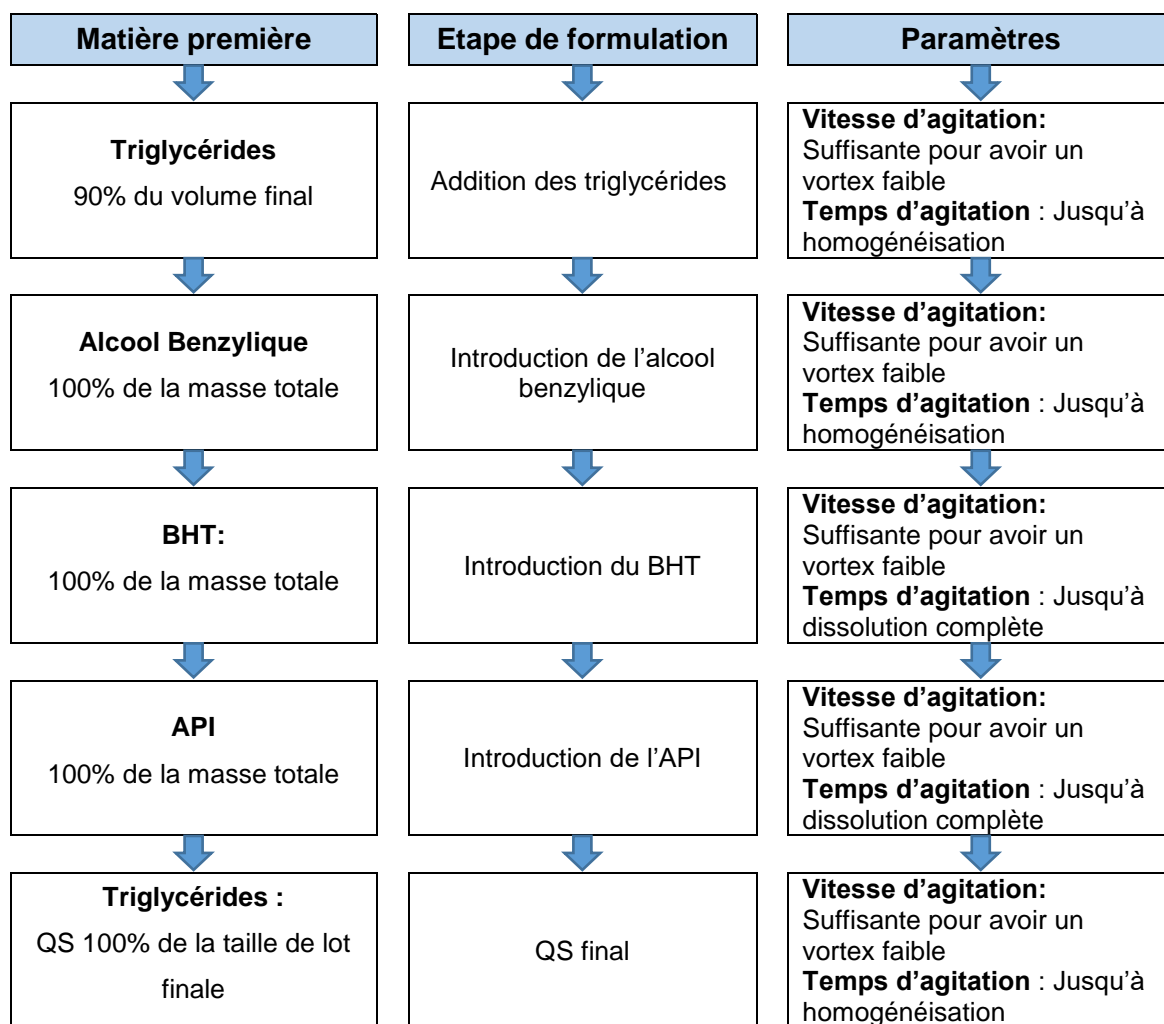 Matière première
Etape de formulation
Paramètres
Triglycérides
90% du volume final
Addition des triglycérides
Vitesse d'agitation:
Suffisante pour avoir un
vortex faible
Temps d'agitation : Jusqu'à
homogénéisation
Alcool Benzylique
100% de la masse totale
Introduction de l'alcool
benzylique
Vitesse d'agitation:
Suffisante pour avoir un
vortex faible
Temps d'agitation : Jusqu'à
homogénéisation
BHT:
100% de la masse totale
Introduction du BHT
Vitesse d'agitation:
Suffisante pour avoir un
vortex faible
Temps d'agitation : Jusqu'à
dissolution complète
API
100% de la masse totale
Introduction de l'API
Vitesse d'agitation:
Suffisante pour avoir un
vortex faible
Temps d'agitation : Jusqu'à
dissolution complète
Triglycérides :
QS 100% de la taille de lot
finale
QS final
Vitesse d'agitation:
Suffisante pour avoir un
vortex faible
Temps d'agitation : Jusqu'à
homogénéisation